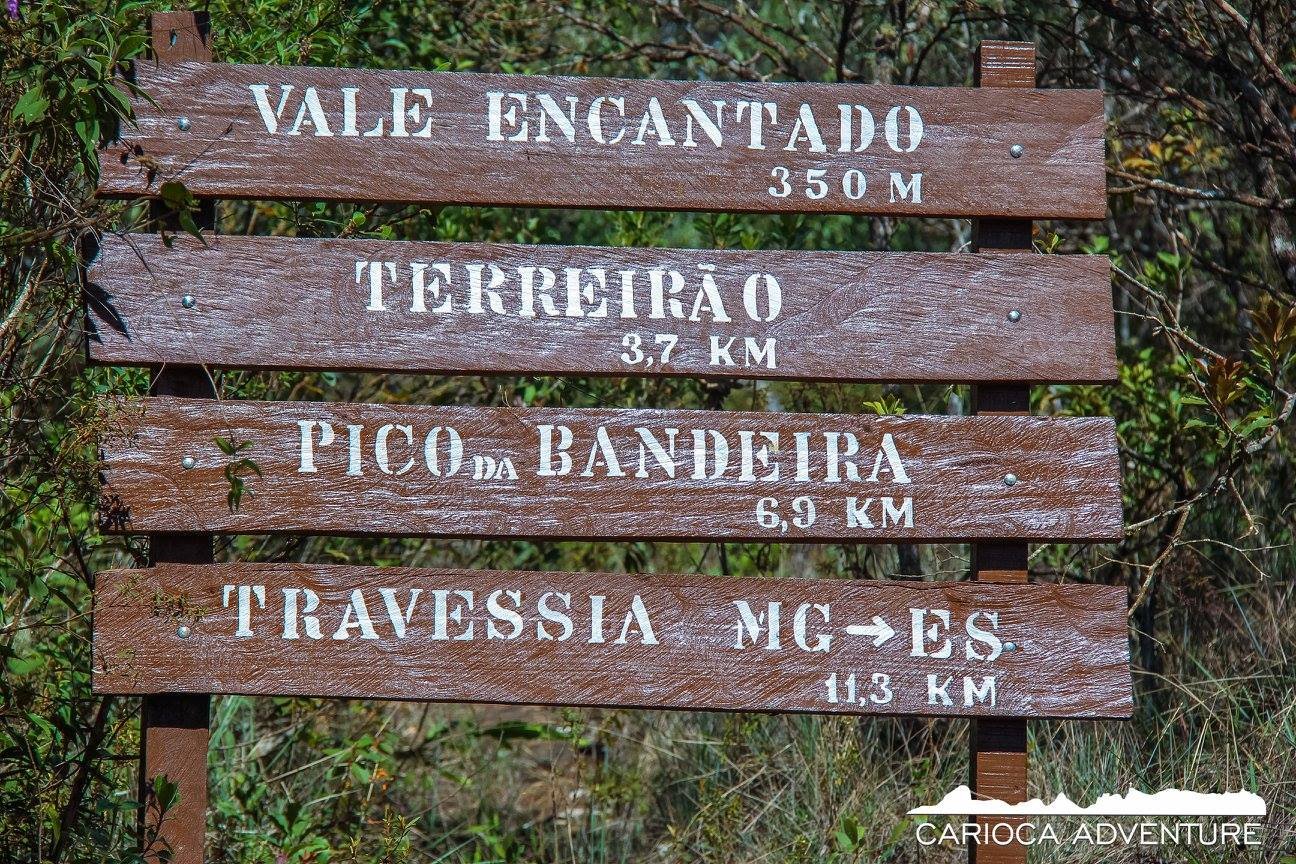 VALE ENCANTADO
350 M
TERREIRÃO
3,7 KM
PICO DA BANDEIRA
6,9 KM
TRAVESSIA MG→ES
11,3 KM
CARIOCA ADVENTURE